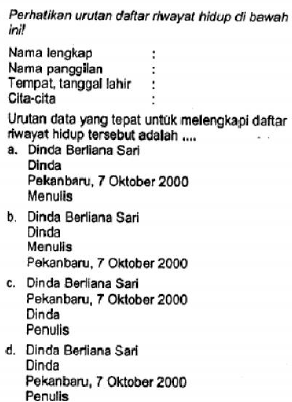 Perhatikan urutan daftar riwayat hidup di bawah
ini!
Nama lengkap :
Nama panggilan :
Tempat, tanggal lahir :
Cita-cita :
Urutan data yang tepat untuk melengkapi daftar
riwayat hidup tersebut adalah ....
a. Dinda Berliana Sari
Dinda
Pekanbaru, 7 Oktober 2000
Menulis
b. Dinda Berliana Sari
Dinda
Menulis
Pekanbaru, 7 Oktober 2000
c. Dinda Berliana Sari
Pekanbaru, 7 Oktober 2000
Dinda
Penulis
d. Dinda Berliana Sari
Dinda
Pekanbaru, 7 Oktober 2000
Penulis